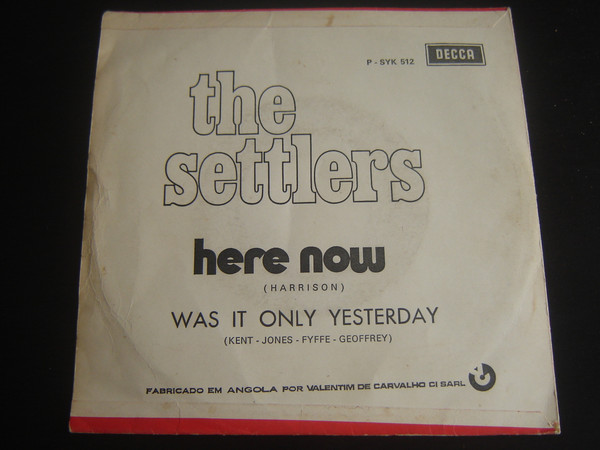 P - SYK 512
DECCA
the
settlers
here now
(HARRISON)
WAS IT ONLY YESTERDAY
(KENT - JONES - FYFFE - GEOFFREY)
FABRICADO EM ANGOLA POR VALENTIM DE CARVALHO CI SARL